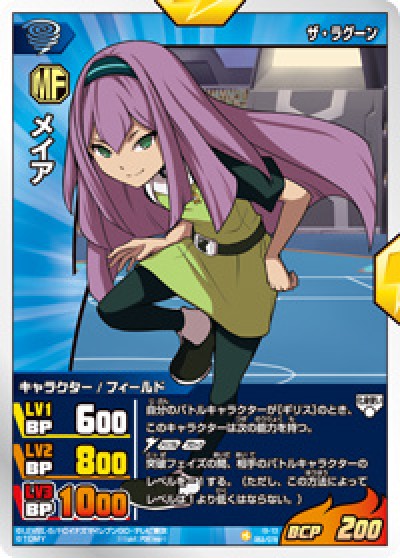 ザ・ラグーン
MF
メイア
キャラクター / フィールド
LV1
BP 600
LV2
BP 800
LV3
BP 1000
自分のバトルキャラクターが[ギリス]のとき、
このキャラクターは次の能力を持つ。
突破フェイズの間、相手のバトルキャラクターの
レベルを
する。(ただし、この方法によって
レベルは1より低くはならない。)
©TOMY
BCP 200